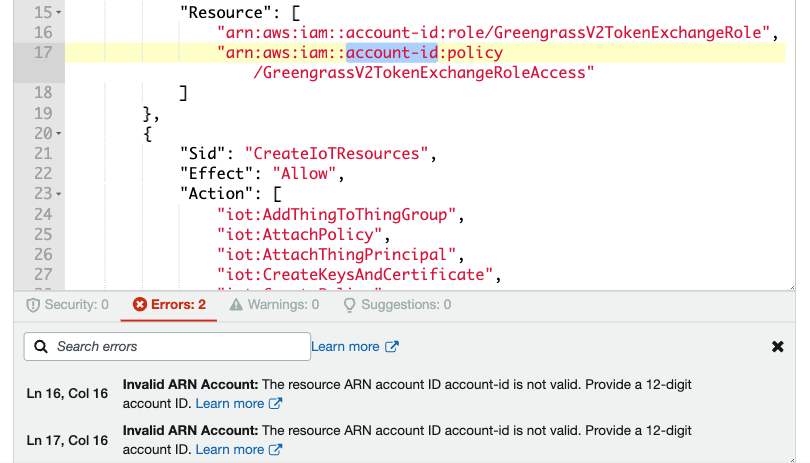 15 "Resource": [
16 "arn:aws:iam::account-id:role/GreengrassV2TokenExchangeRole",
17 "arn:aws:iam::account-id:policy
/GreengrassV2TokenExchangeRoleAccess"
18 ]
19 },
20 {
21 "Sid": "CreateIoTResources",
22 "Effect": "Allow",
23 "Action": [
24 "iot:AddThingToThingGroup",
25 "iot:AttachPolicy",
26 "iot:AttachThingPrincipal",
27 "iot:CreateKeysAndCertificate",
Security: 0 Errors: 2 Warnings: 0 Suggestions: 0
Search errors Learn more
Ln 16, Col 16 Invalid ARN Account: The resource ARN account ID account-id is not valid. Provide a 12-digit
account ID. Learn more
Ln 17, Col 16 Invalid ARN Account: The resource ARN account ID account-id is not valid. Provide a 12-digit
account ID. Learn more